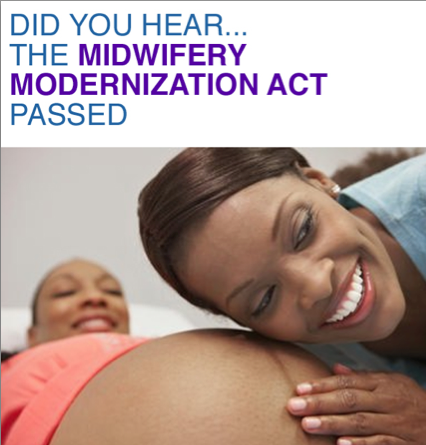 DID YOU HEAR...
THE MIDWIFERY
MODERNIZATION ACT
PASSED